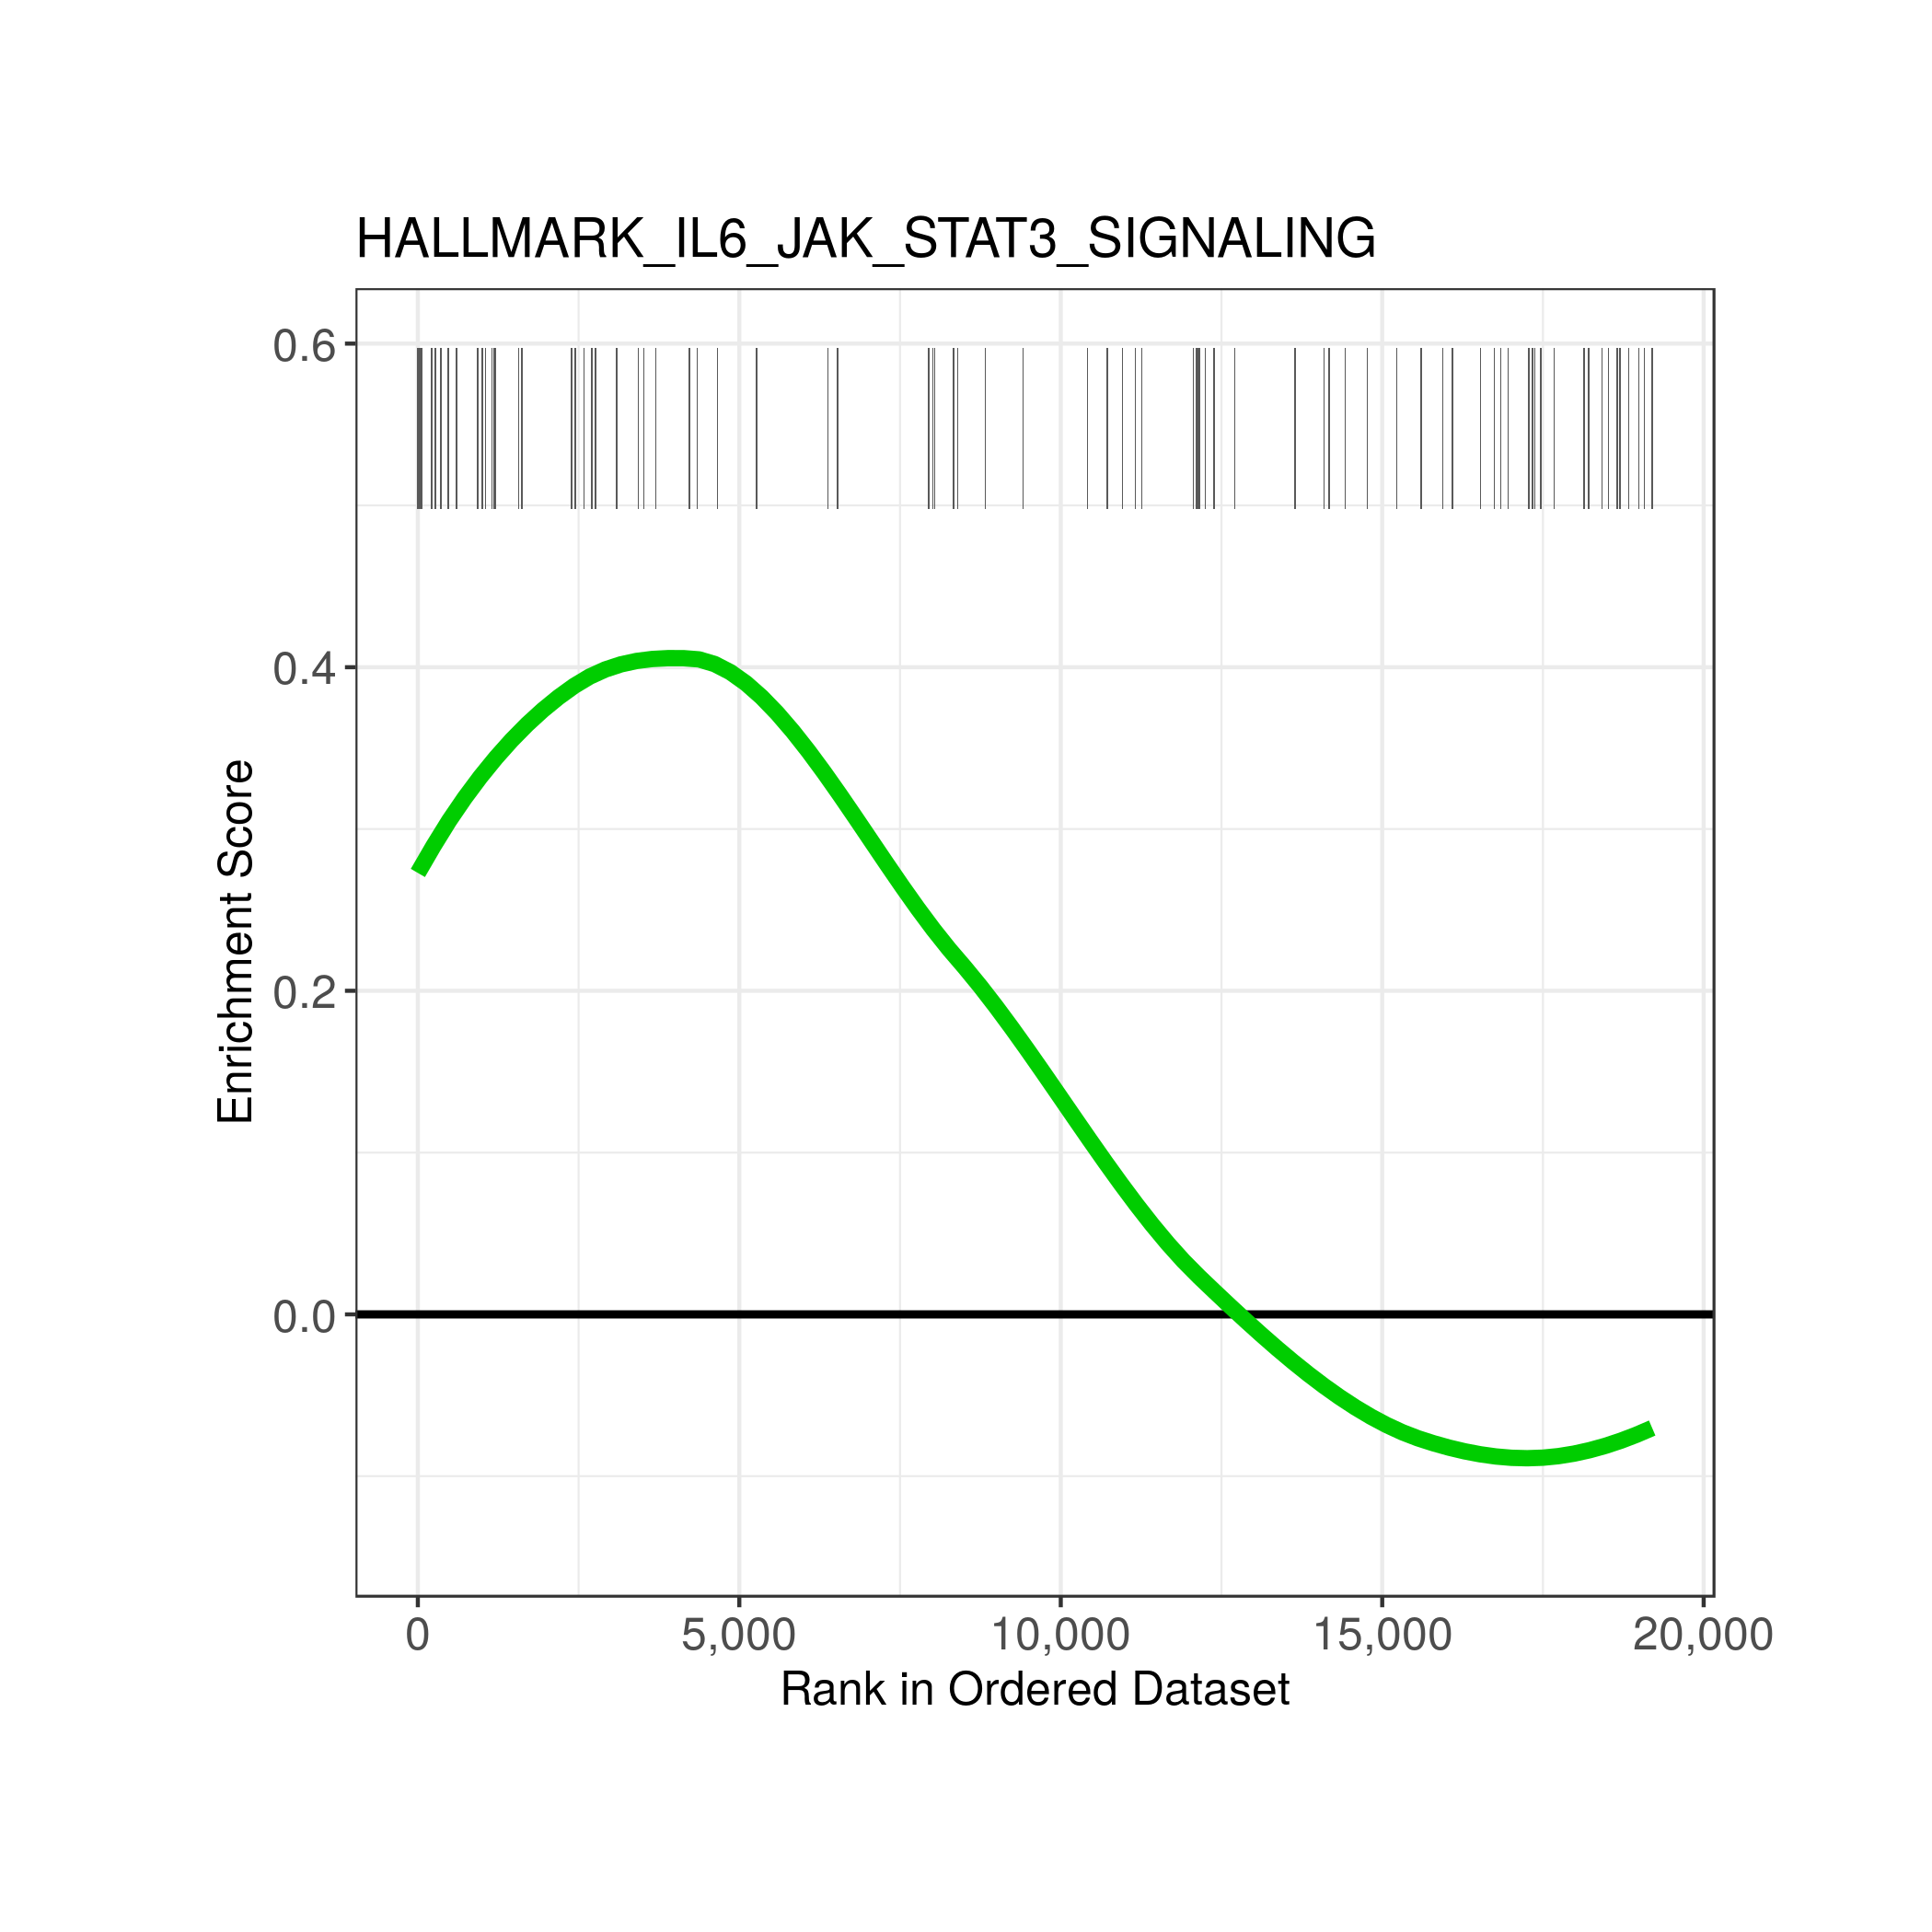 HALLMARK_IL6_JAK_STAT3_SIGNALING
0.6
0.4
0.2
0.0
Enrichment Score
0 5,000 10,000 15,000 20,000
Rank in Ordered Dataset